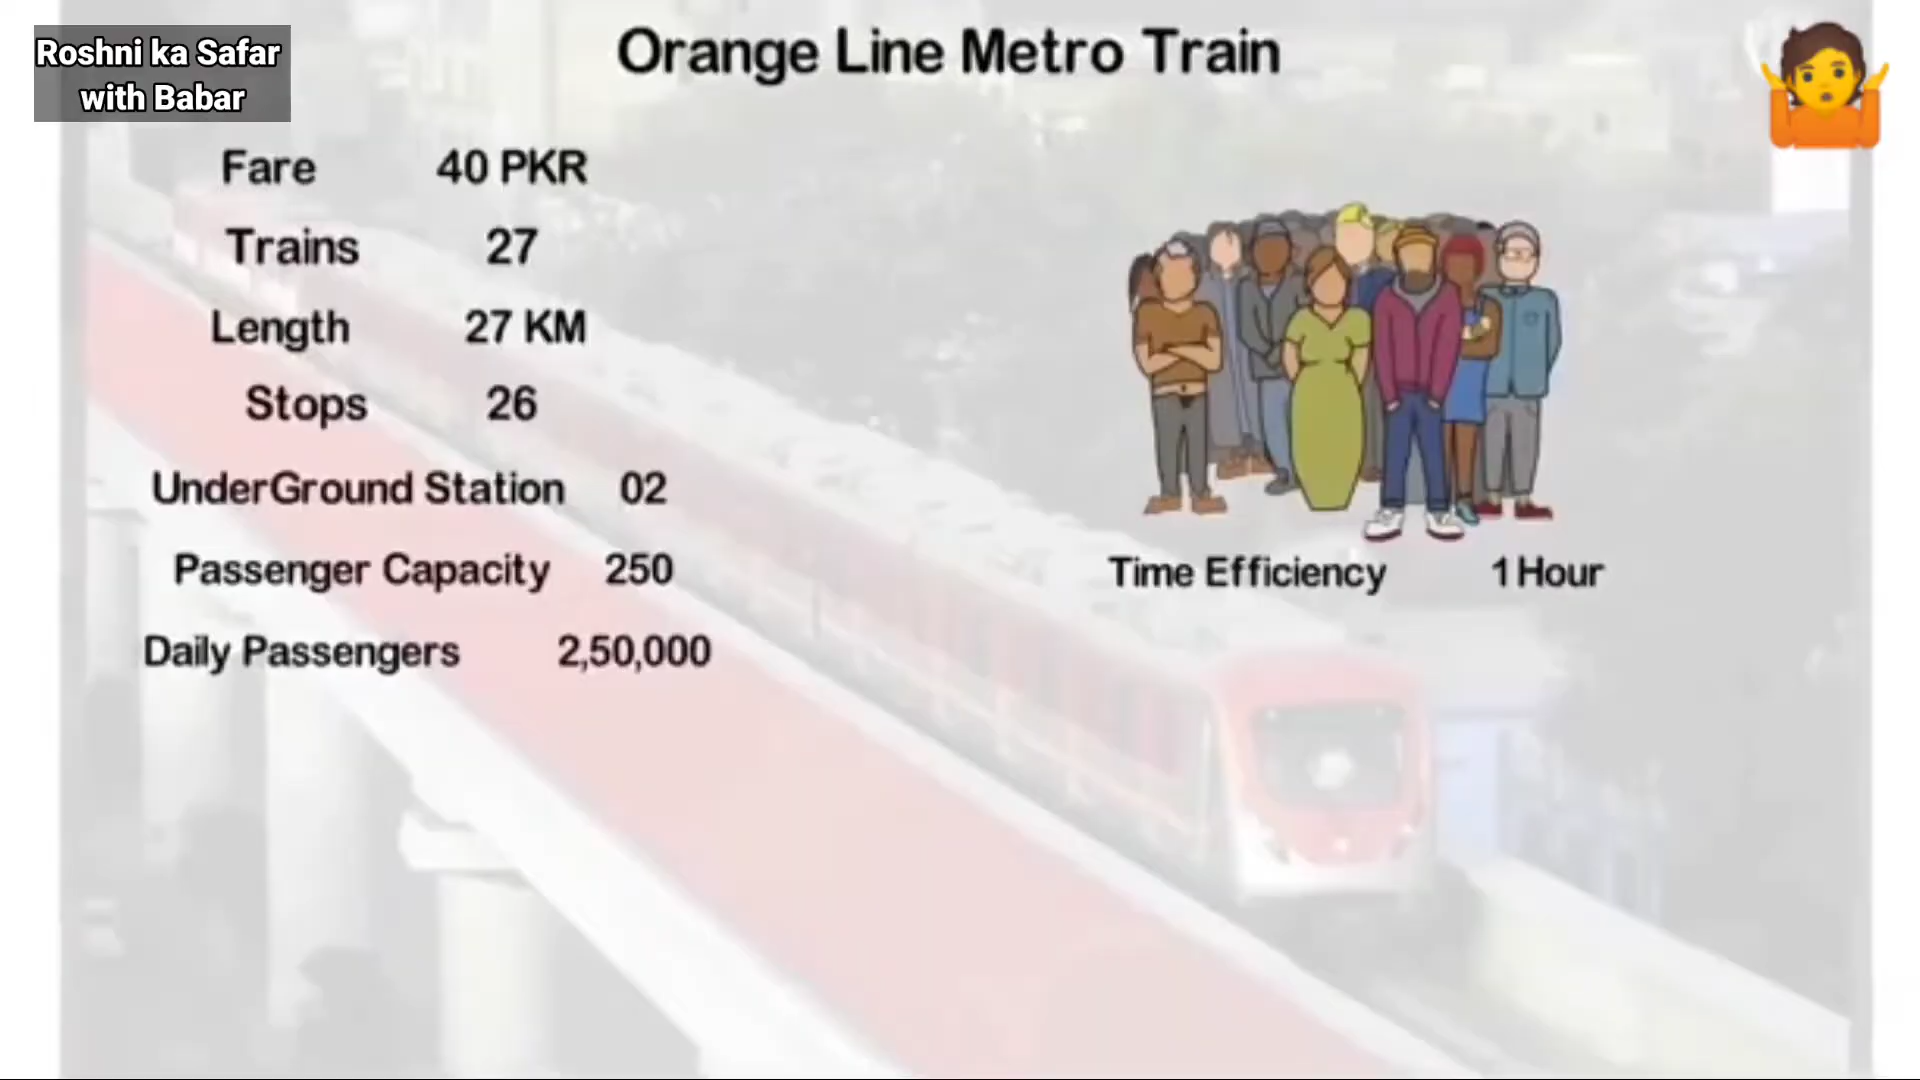 Roshni ka Safar
with Babar
Orange Line Metro Train
Fare 40 PKR
Trains 27
Length 27 KM
Stops 26
UnderGround Station 02
Passenger Capacity 250
Daily Passengers 2,50,000
Time Efficiency 1 Hour